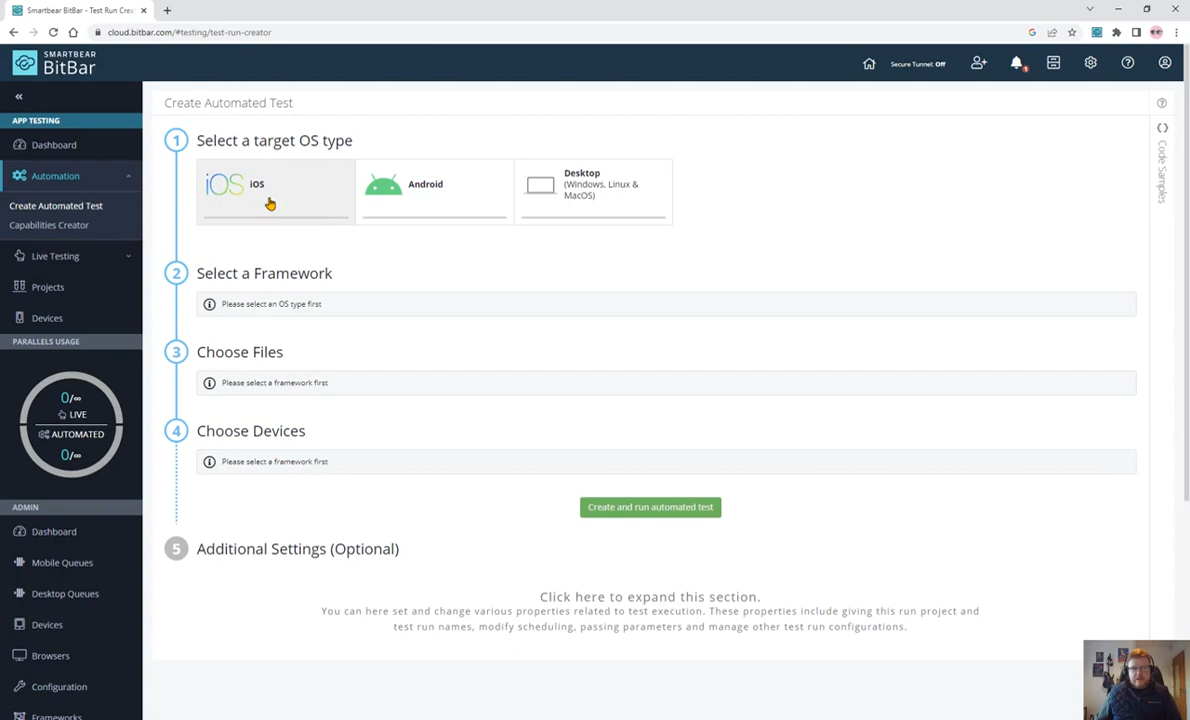 Smartbear BitBar - Test Run Crea
cloud.bitbar.com/#testing/test-run-creator
SMARTBEAR
BitBar
Secure Tunnel: Off
APP TESTING
Dashboard
Automation
Create Automated Test
Capabilities Creator
Live Testing
Projects
Devices
PARALLELS USAGE
0/∞
LIVE
AUTOMATED
0/∞
ADMIN
Dashboard
Mobile Queues
Desktop Queues
Devices
Browsers
Configuration
Frameworks
Create Automated Test
1
Select a target OS type
iOS
iOS
Android
Desktop
(Windows, Linux &
MacOS)
2
Select a Framework
Please select an OS type first
3
Choose Files
Please select a framework first
4
Choose Devices
Please select a framework first
Create and run automated test
5
Additional Settings (Optional)
Click here to expand this section.
You can here set and change various properties related to test execution. These properties include giving this run project and
test run names, modify scheduling, passing parameters and manage other test run configurations.
Code Samples